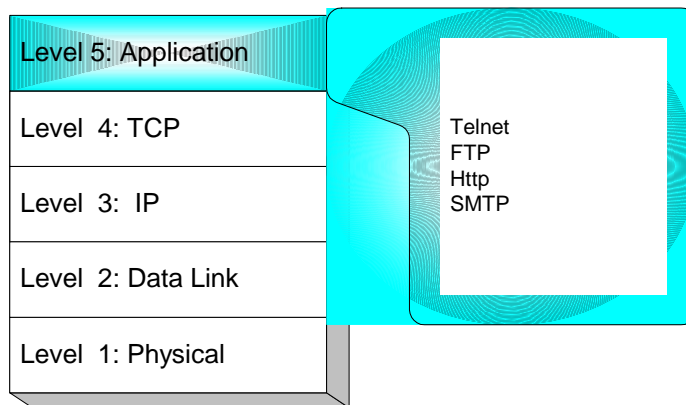 Level 5: Application
Level 4: TCP
Level 3: IP
Level 2: Data Link
Level 1: Physical
Telnet
FTP
Http
SMTP